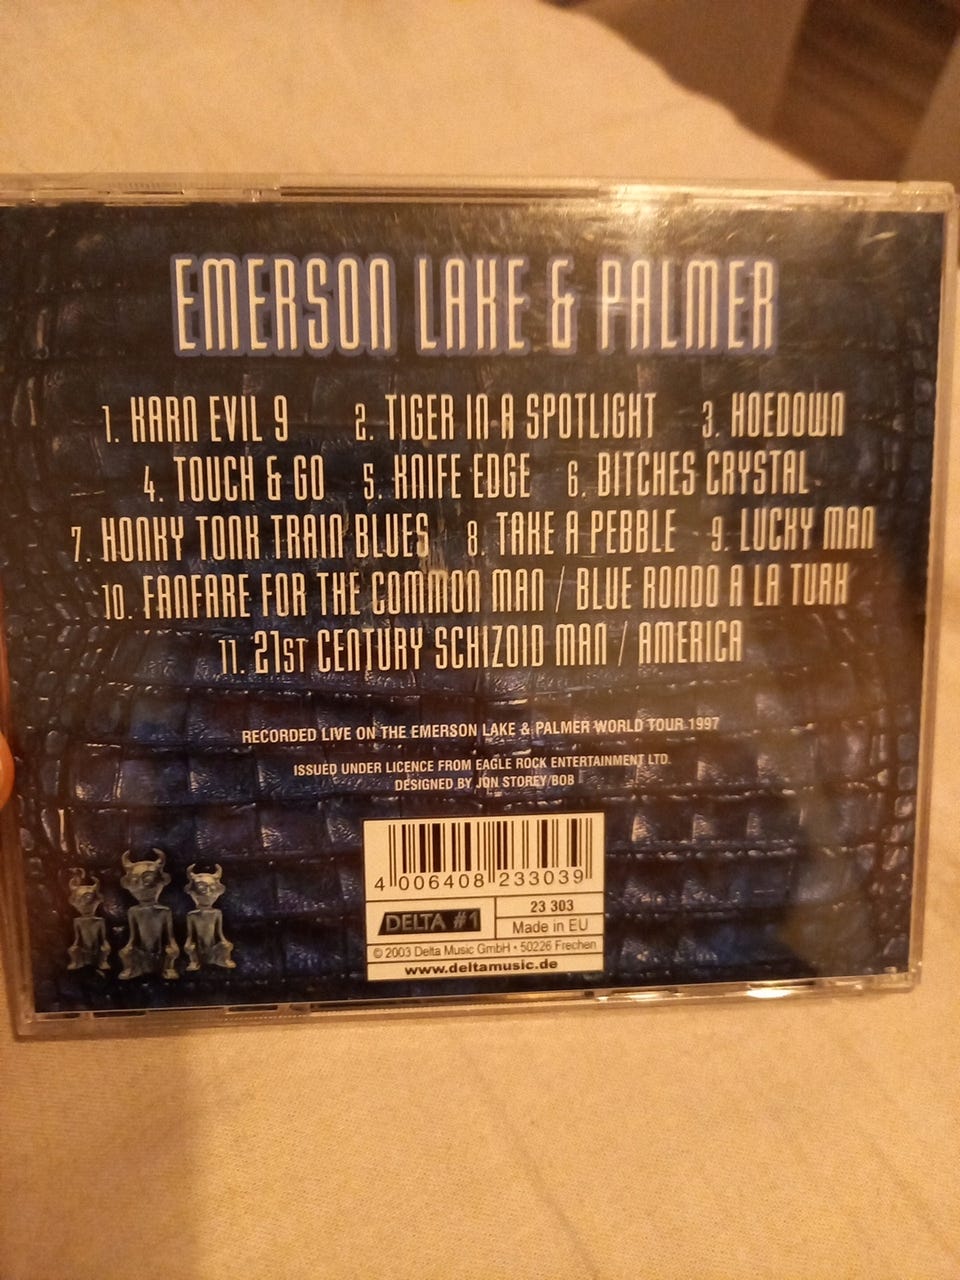 EMERSON LAKE & PALMER
1. KARN EVIL 9 2. TIGER IN A SPOTLIGHT 3. HOEDOWN
4. TOUCH & GO 5. KNIFE EDGE 6. BITCHES CRYSTAL
7. HONKY TONK TRAIN BLUES 8. TAKE A PEBBLE 9. LUCKY MAN
10. FANFARE FOR THE COMMON MAN / BLUE RONDO A LA TURK
11. 21ST CENTURY SCHIZOID MAN / AMERICA
RECORDED LIVE ON THE EMERSON LAKE & PALMER WORLD TOUR 1997
ISSUED UNDER LICENCE FROM EAGLE ROCK ENTERTAINMENT LTD.
DESIGNED BY JON STOREY/BOB
4 006408 233039
DELTA #1 23 303
Made in EU
© 2003 Delta Music GmbH • 50226 Frechen
www.deltamusic.de